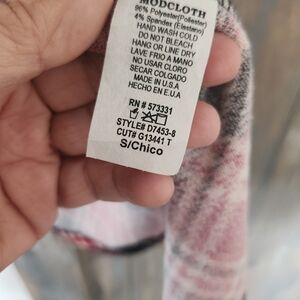 MODCLOTH
96% Polyester(Poliester)
4% Spandex (Elastano)
HAND WASH COLD
DO NOT BLEACH
HANG OR LINE DRY
LAVE FRIO A MANO
NO USAR CLORO
SECAR COLGADO
MADE IN U.S.A
HECHO EN E.U.A
RN # 573331
STYLE# D7453-8
CUT# G13441 T
S/Chico